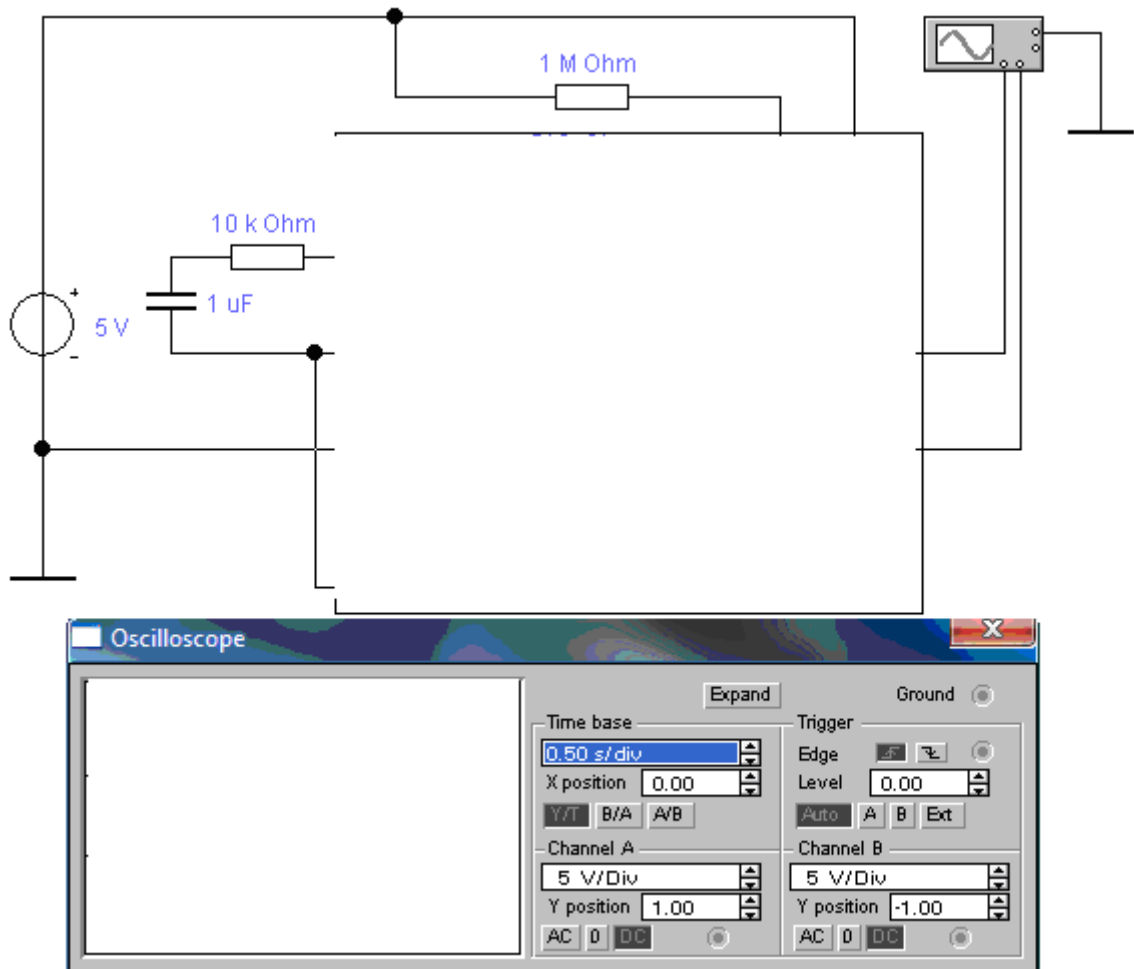 1 M Ohm
10 k Ohm
1 uF
5 V
+
−
Oscilloscope
X
Expand
Ground
Time base
0.50 s/div
X position 0.00
Y/T B/A A/B
Trigger
Edge
Level 0.00
Auto A B Ext
Channel A
5 V/Div
Y position 1.00
AC 0 DC
Channel B
5 V/Div
Y position -1.00
AC 0 DC